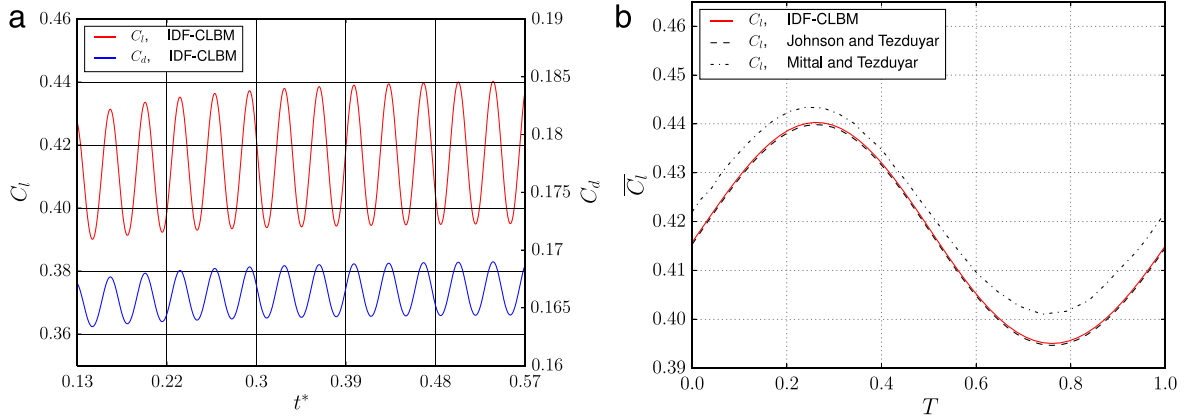 a
0.46
0.44
0.42
0.40
0.38
0.36
C_l
C_l, IDF-CLBM
C_d, IDF-CLBM
0.19
0.185
0.18
0.175
0.17
0.165
0.16
C_d
0.13 0.22 0.3 0.39 0.48 0.57
t*
b
0.46
0.45
0.44
0.43
0.42
0.41
0.40
0.39
C̅_l
C_l, IDF-CLBM
C_l, Johnson and Tezduyar
C_l, Mittal and Tezduyar
0.0 0.2 0.4 0.6 0.8 1.0
T